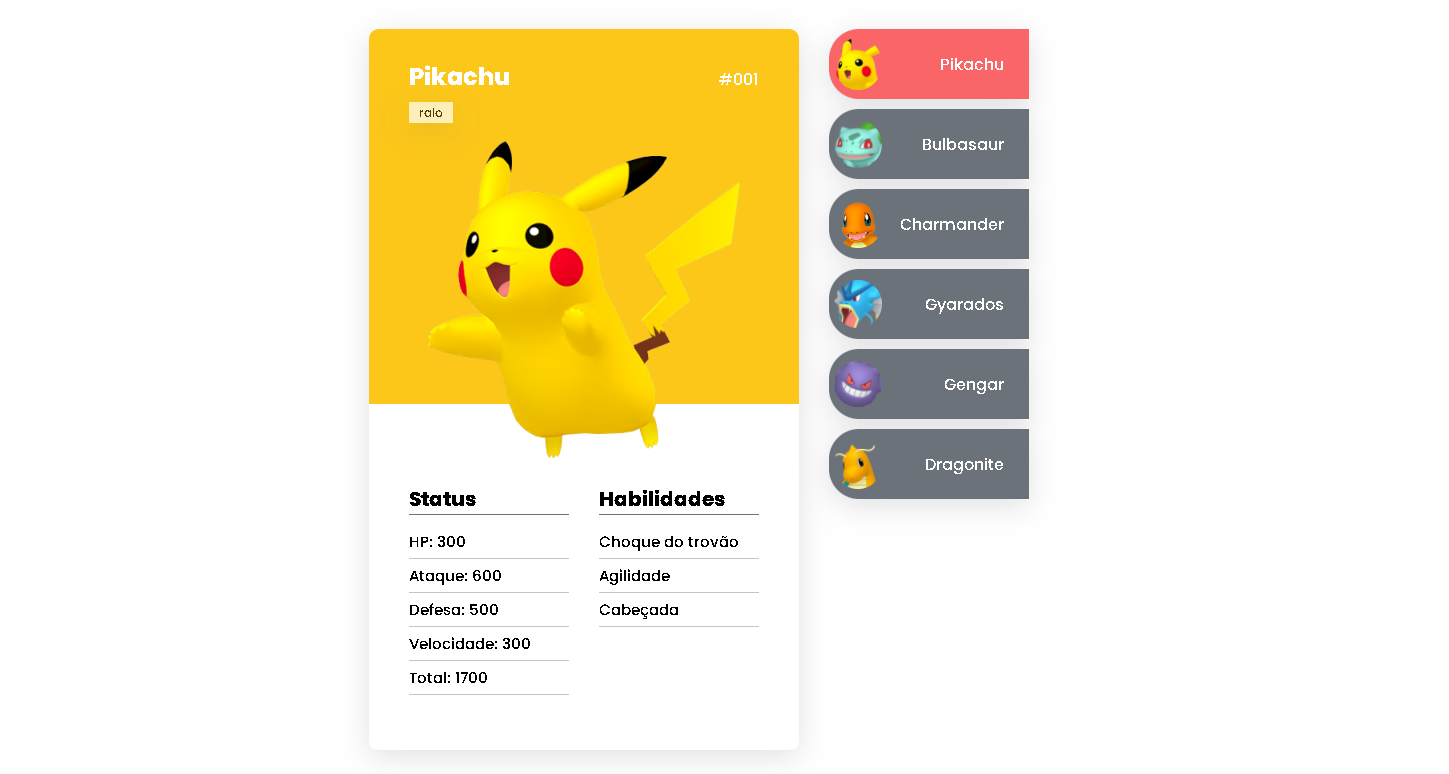 Pikachu
#001
raio
Status
HP: 300
Ataque: 600
Defesa: 500
Velocidade: 300
Total: 1700
Habilidades
Choque do trovão
Agilidade
Cabeçada
Pikachu
Bulbasaur
Charmander
Gyarados
Gengar
Dragonite